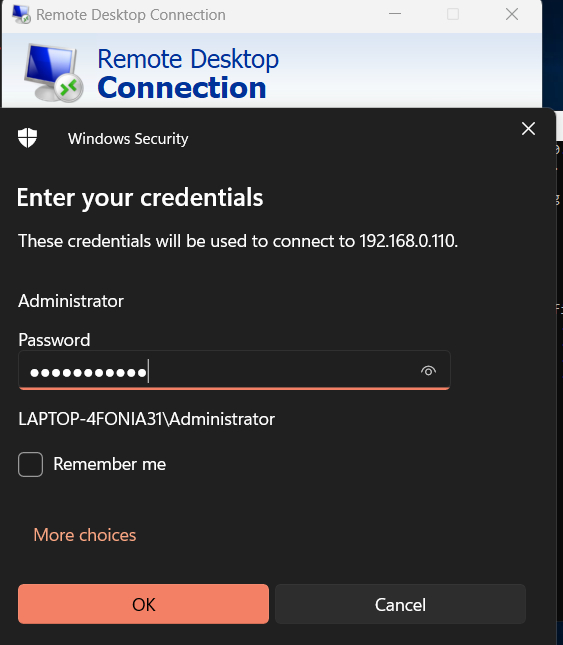 Remote Desktop Connection
Remote Desktop
Connection
Windows Security
Enter your credentials
These credentials will be used to connect to 192.168.0.110.
Administrator
Password
●●●●●●●●●●●
LAPTOP-4FONIA31\Administrator
Remember me
More choices
OK
Cancel